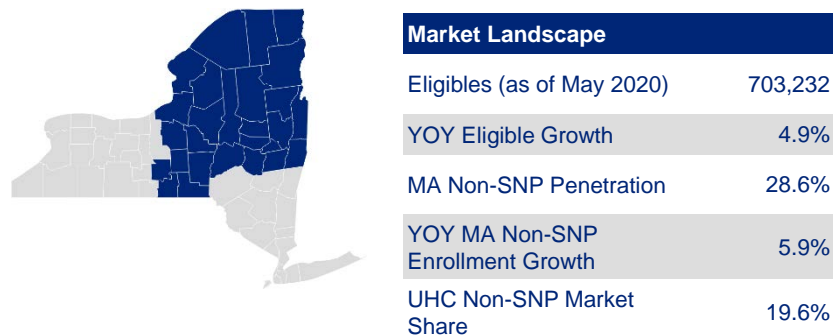 Market Landscape
Eligibles (as of May 2020) 703,232
YOY Eligible Growth 4.9%
MA Non-SNP Penetration 28.6%
YOY MA Non-SNP
Enrollment Growth 5.9%
UHC Non-SNP Market
Share 19.6%